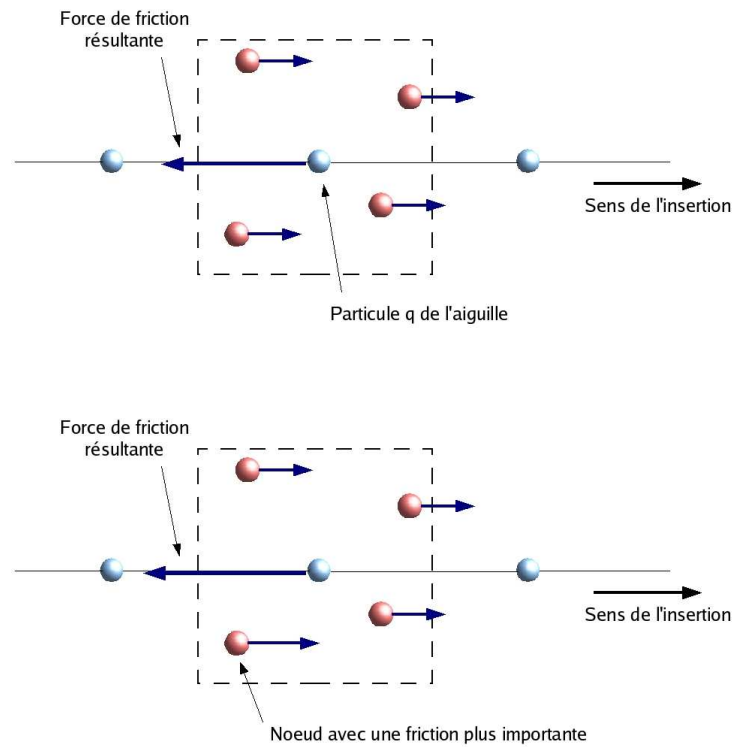 Force de friction
résultante
Sens de l'insertion
Particule q de l'aiguille
Force de friction
résultante
Sens de l'insertion
Noeud avec une friction plus importante